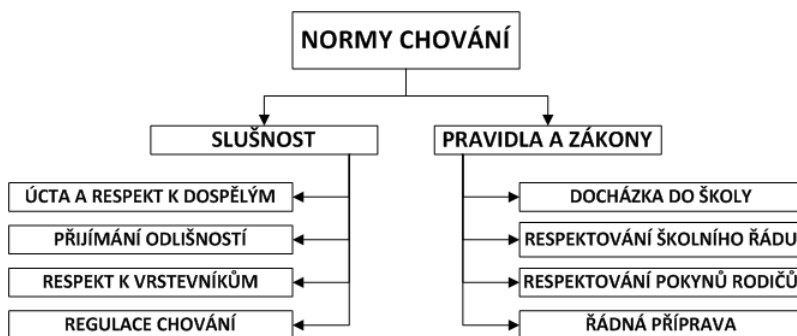 NORMY CHOVÁNÍ
SLUŠNOST
PRAVIDLA A ZÁKONY
ÚCTA A RESPEKT K DOSPĚLÝM
PŘIJÍMÁNÍ ODLIŠNOSTÍ
RESPEKT K VRSTEVNÍKŮM
REGULACE CHOVÁNÍ
DOCHÁZKA DO ŠKOLY
RESPEKTOVÁNÍ ŠKOLNÍHO ŘÁDU
RESPEKTOVÁNÍ POKYNŮ RODIČŮ
ŘÁDNÁ PŘÍPRAVA